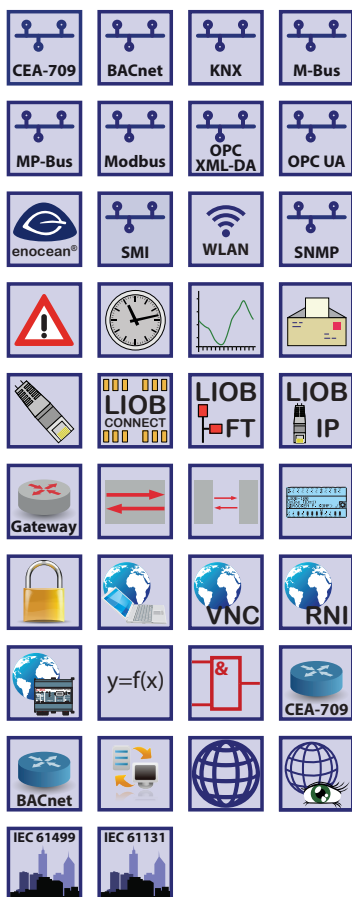 CEA-709
BACnet
KNX
M-Bus
MP-Bus
Modbus
OPC
XML-DA
OPC UA
enocean®
SMI
WLAN
SNMP
LIOB
CONNECT
LIOB
FT
LIOB
IP
Gateway
VNC
RNI
y=f(x)
&
CEA-709
BACnet
IEC 61499
IEC 61131